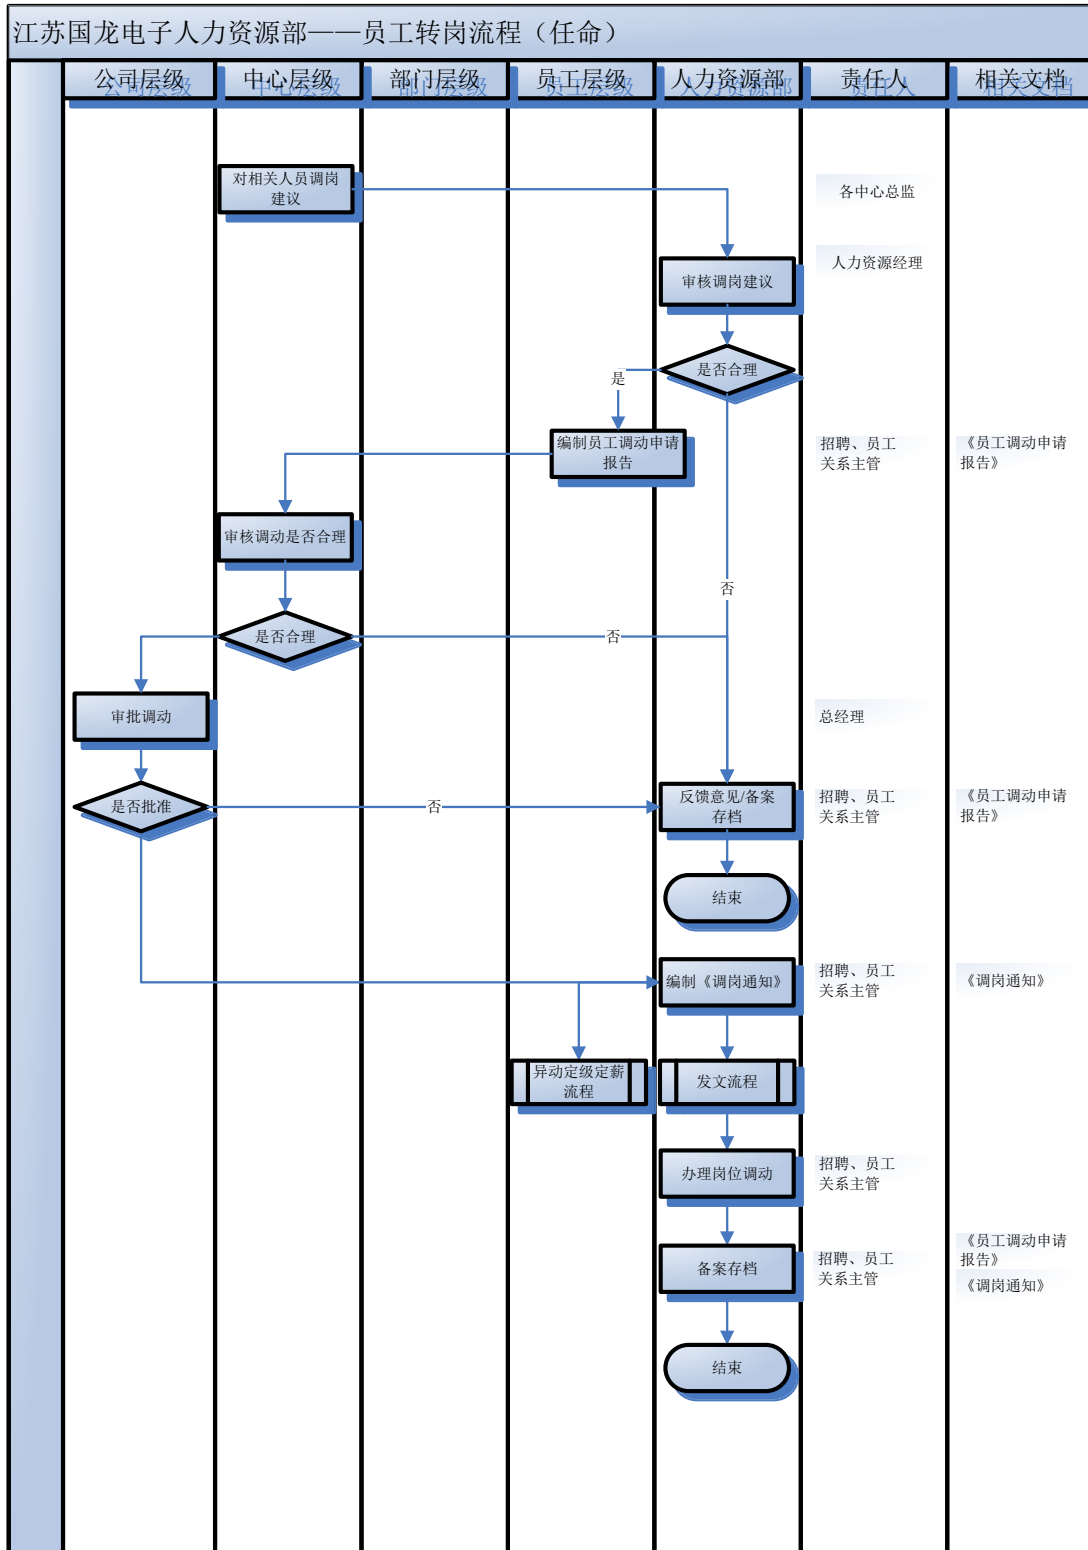 江苏国龙电子人力资源部——员工转岗流程（任命）
公司层级
中心层级
部门层级
员工层级
人力资源部
责任人
相关文档
对相关人员调岗
建议
各中心总监
审核调岗建议
人力资源经理
是否合理
是
编制员工调动申请
报告
招聘、员工
关系主管
《员工调动申请
报告》
审核调动是否合理
否
是否合理
否
审批调动
总经理
是否批准
否
反馈意见/备案
存档
招聘、员工
关系主管
《员工调动申请
报告》
结束
编制《调岗通知》
招聘、员工
关系主管
《调岗通知》
异动定级定薪
流程
发文流程
办理岗位调动
招聘、员工
关系主管
备案存档
招聘、员工
关系主管
《员工调动申请
报告》
《调岗通知》
结束